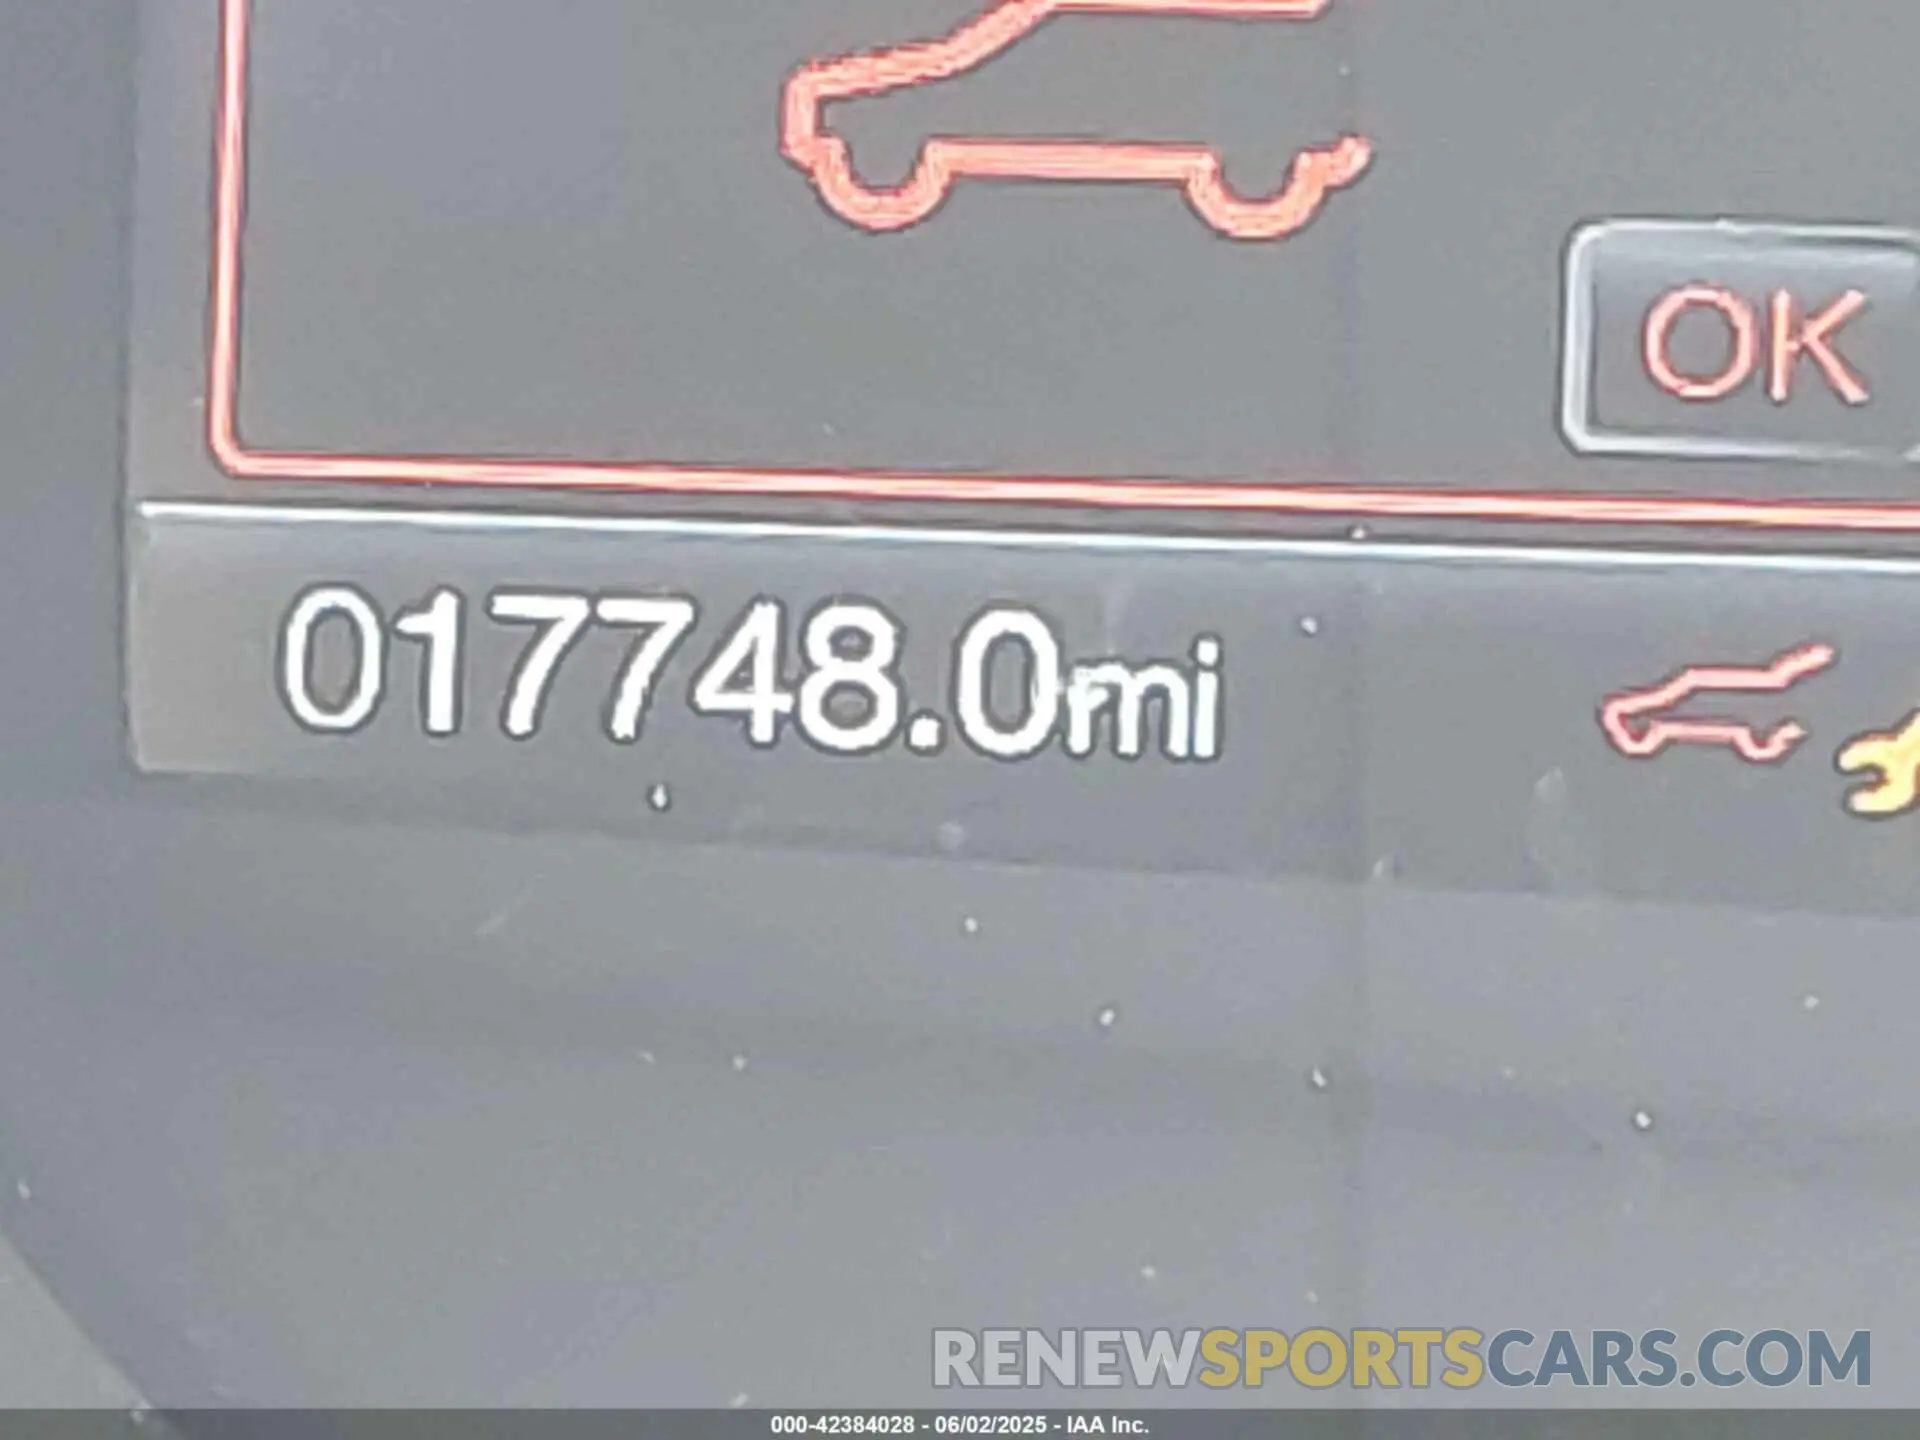 OK
017748.0mi
RENEWSPORTSCARS.COM
000-42384028 - 06/02/2025 - IAA Inc.